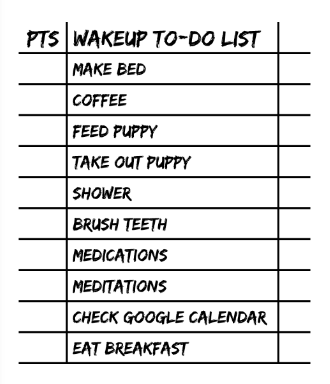 PTS WAKEUP TO-DO LIST
MAKE BED
COFFEE
FEED PUPPY
TAKE OUT PUPPY
SHOWER
BRUSH TEETH
MEDICATIONS
MEDITATIONS
CHECK GOOGLE CALENDAR
EAT BREAKFAST